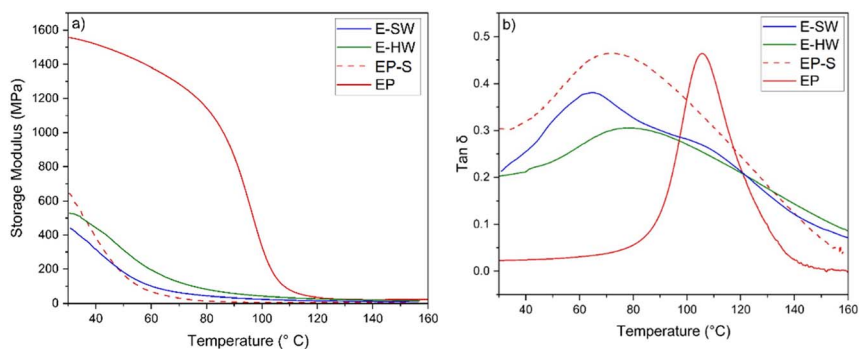 a)
E-SW
E-HW
EP-S
EP
Storage Modulus (MPa)
1600
1400
1200
1000
800
600
400
200
0
40
60
80
100
120
140
160
Temperature (° C)
b)
E-SW
E-HW
EP-S
EP
Tan δ
0.5
0.4
0.3
0.2
0.1
0.0
40
60
80
100
120
140
160
Temperature (°C)